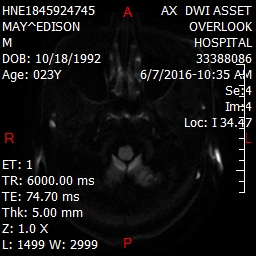 HNE1845924745
MAY^EDISON
M
DOB: 10/18/1992
Age: 023Y
AX DWI ASSET
OVERLOOK
HOSPITAL
33388086
6/7/2016-10:35 AM
Se:4
Im:4
Loc: I 34.47
A
R
L
P
ET: 1
TR: 6000.00 ms
TE: 74.70 ms
Thk: 5.00 mm
Z: 1.0 X
L: 1499 W: 2999